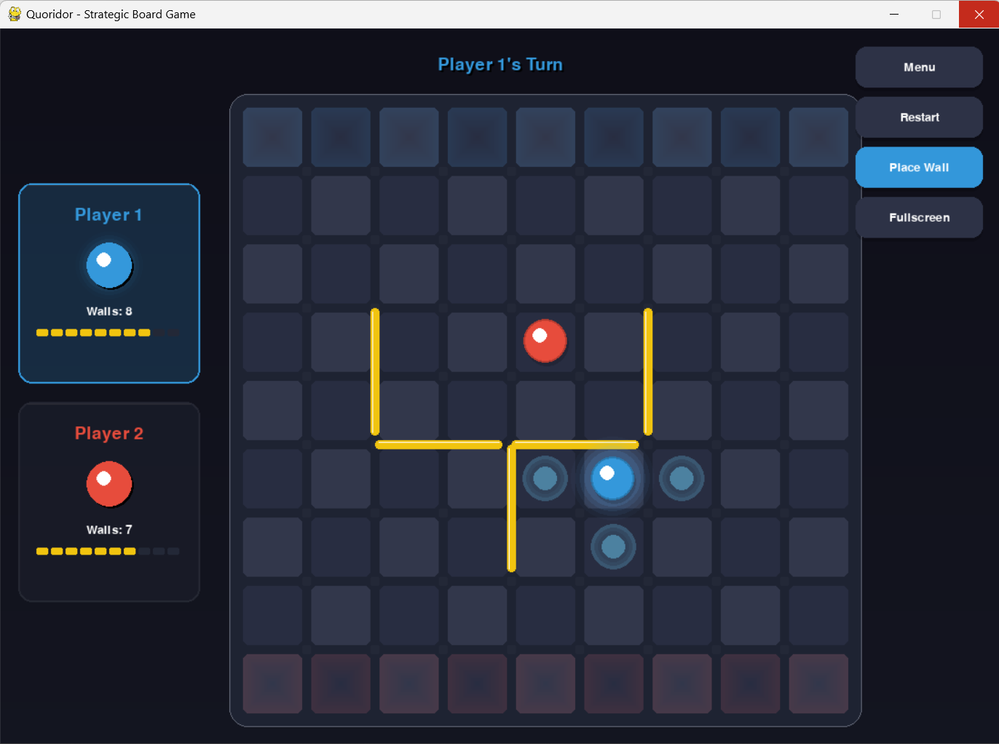 Quoridor - Strategic Board Game
Player 1's Turn
Menu
Restart
Place Wall
Fullscreen
Player 1
Walls: 8
Player 2
Walls: 7